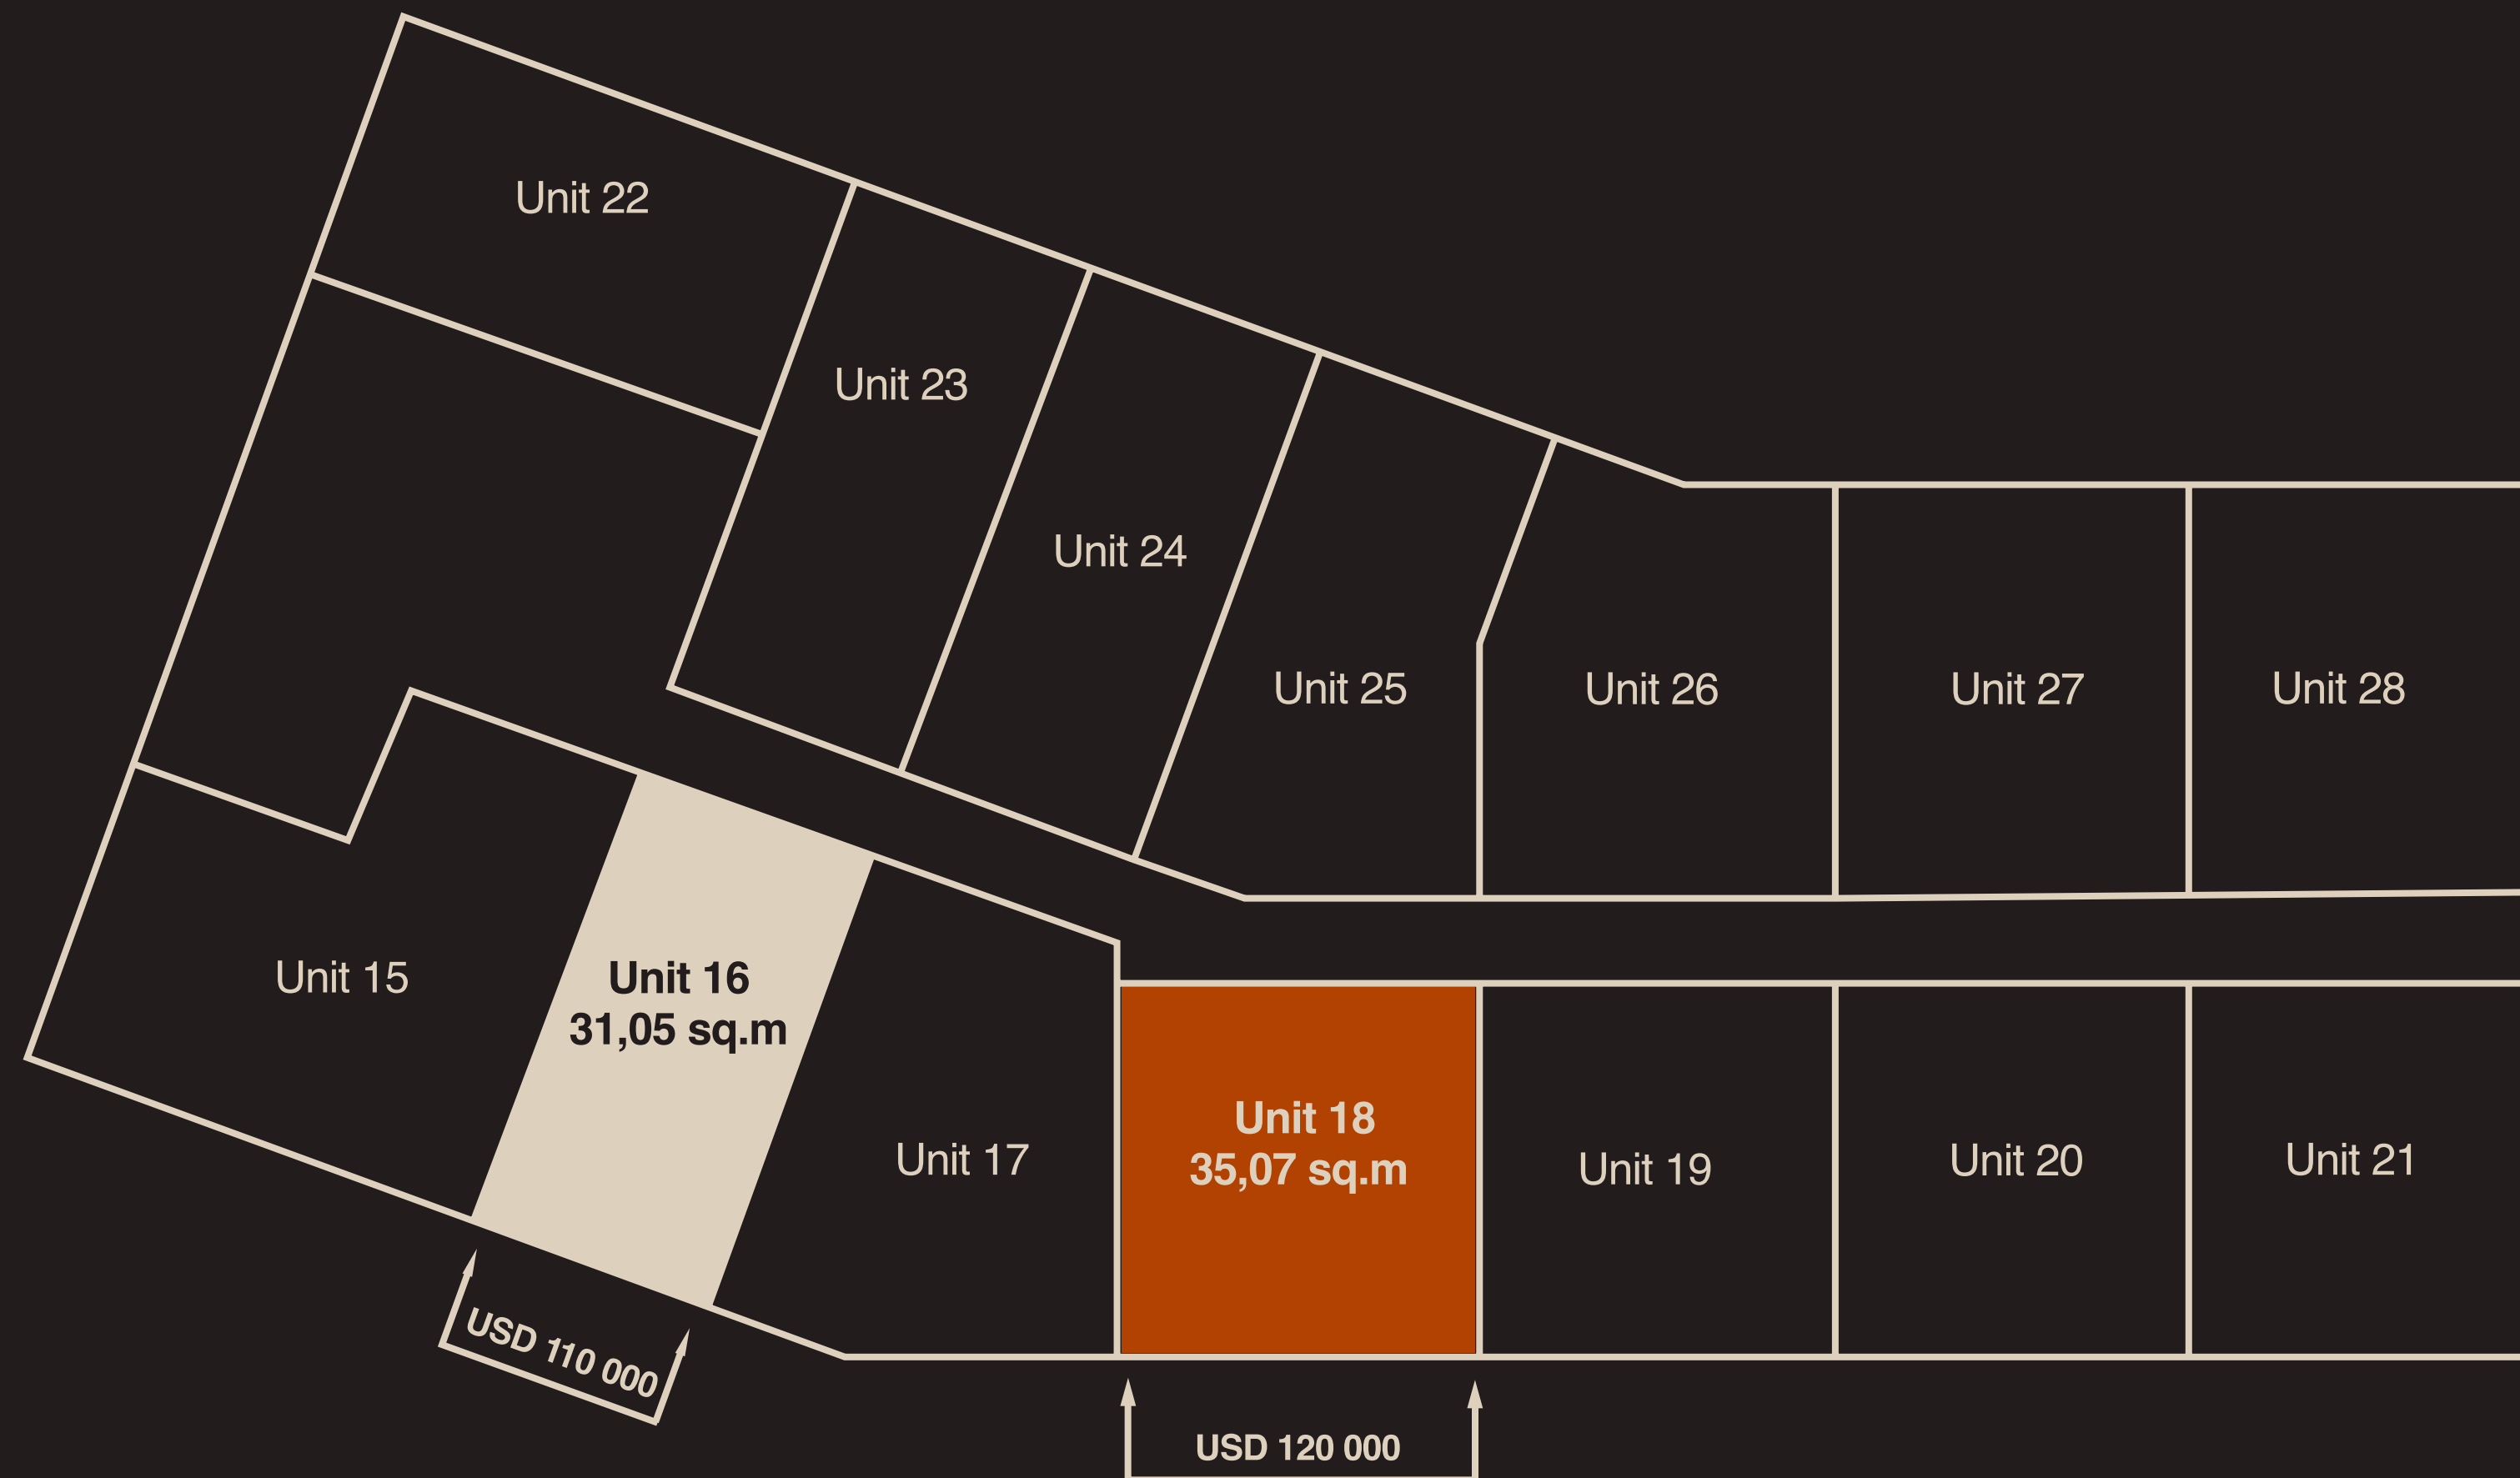 Unit 22
Unit 23
Unit 24
Unit 25
Unit 26
Unit 27
Unit 28
Unit 15
Unit 16
31,05 sq.m
Unit 17
Unit 18
35,07 sq.m
Unit 19
Unit 20
Unit 21
USD 110 000
USD 120 000